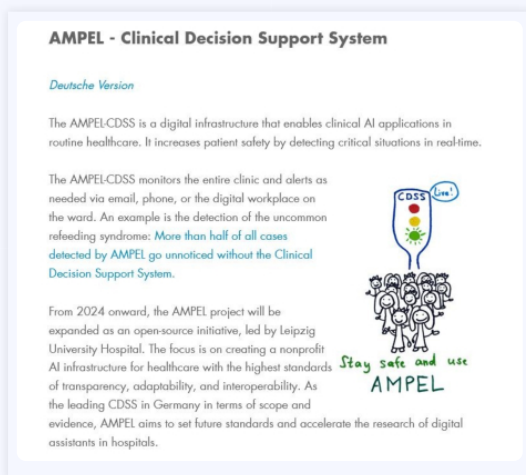 AMPEL - Clinical Decision Support System
Deutsche Version
The AMPEL-CDSS is a digital infrastructure that enables clinical AI applications in
routine healthcare. It increases patient safety by detecting critical situations in real-time.
The AMPEL-CDSS monitors the entire clinic and alerts as
needed via email, phone, or the digital workplace on
the ward. An example is the detection of the uncommon
refeeding syndrome: More than half of all cases
detected by AMPEL go unnoticed without the Clinical
Decision Support System.
From 2024 onward, the AMPEL project will be
expanded as an open-source initiative, led by Leipzig
University Hospital. The focus is on creating a nonprofit
AI infrastructure for healthcare with the highest standards
of transparency, adaptability, and interoperability. As
the leading CDSS in Germany in terms of scope and
evidence, AMPEL aims to set future standards and accelerate the research of digital
assistants in hospitals.
CDSS
Live!
Stay safe and use
AMPEL